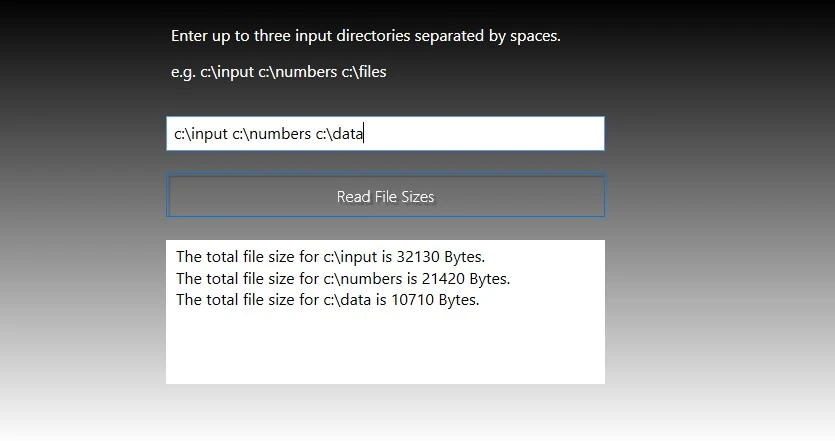 Enter up to three input directories separated by spaces.
e.g. c:\input c:\numbers c:\files
c:\input c:\numbers c:\data
Read File Sizes
The total file size for c:\input is 32130 Bytes.
The total file size for c:\numbers is 21420 Bytes.
The total file size for c:\data is 10710 Bytes.